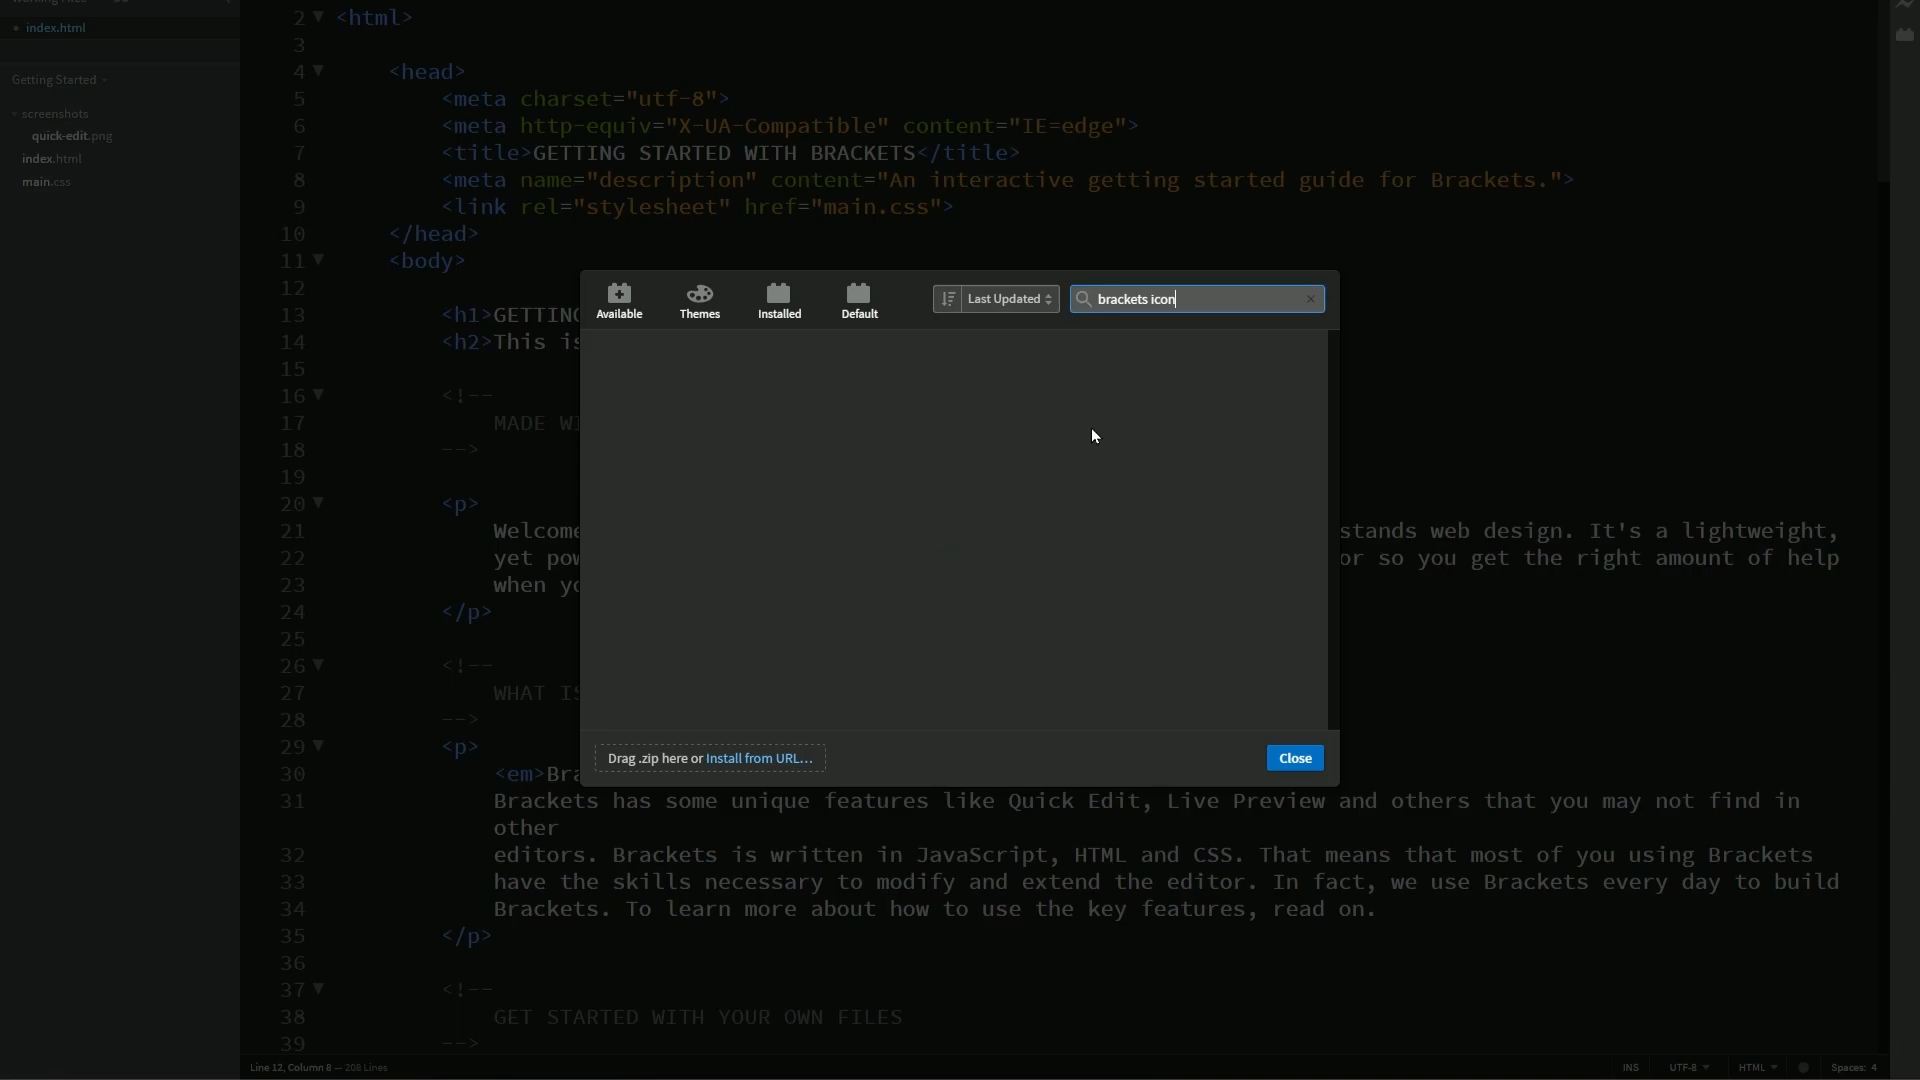 index.html
Getting Started
screenshots
quick-edit.png
index.html
main.css
2 <html>
3
4 <head>
5 <meta charset="utf-8">
6 <meta http-equiv="X-UA-Compatible" content="IE=edge">
7 <title>GETTING STARTED WITH BRACKETS</title>
8 <meta name="description" content="An interactive getting started guide for Brackets.">
9 <link rel="stylesheet" href="main.css">
10 </head>
11 <body>
12
13 <h1>GETTING
14 <h2>This is
15
16 <!--
17 MADE WI
18 -->
19
20 <p>
21 Welcome stands web design. It's a lightweight,
22 yet pow or so you get the right amount of help
23 when yo
24 </p>
25
26 <!--
27 WHAT IS
28 -->
29 <p>
30 <em>Bra
31 Brackets has some unique features like Quick Edit, Live Preview and others that you may not find in
other
32 editors. Brackets is written in JavaScript, HTML and CSS. That means that most of you using Brackets
33 have the skills necessary to modify and extend the editor. In fact, we use Brackets every day to build
34 Brackets. To learn more about how to use the key features, read on.
35 </p>
36
37 <!--
38 GET STARTED WITH YOUR OWN FILES
39 -->
Available Themes Installed Default Last Updated brackets icon
Drag .zip here or Install from URL... Close
Line 12, Column 8 — 208 Lines INS UTF-8 HTML Spaces: 4